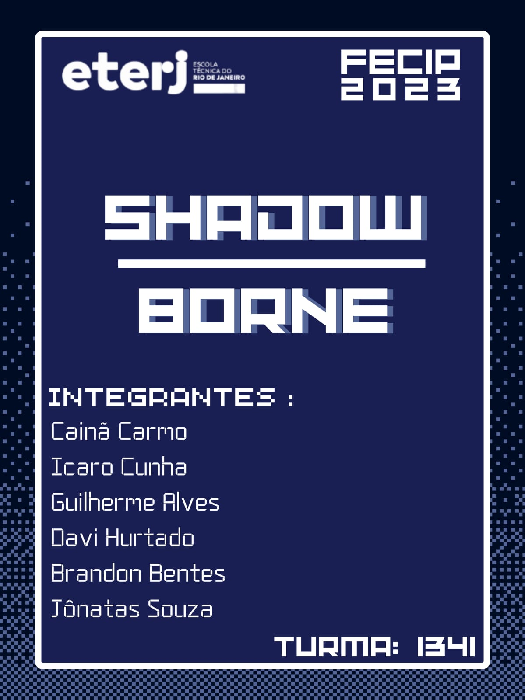 eterj
ESCOLA
TÉCNICA DO
RIO DE JANEIRO
FECIP
2023
SHADOW
BORNE
INTEGRANTES :
Cainã Carmo
Icaro Cunha
Guilherme Alves
Davi Hurtado
Brandon Bentes
Jônatas Souza
TURMA: 1341